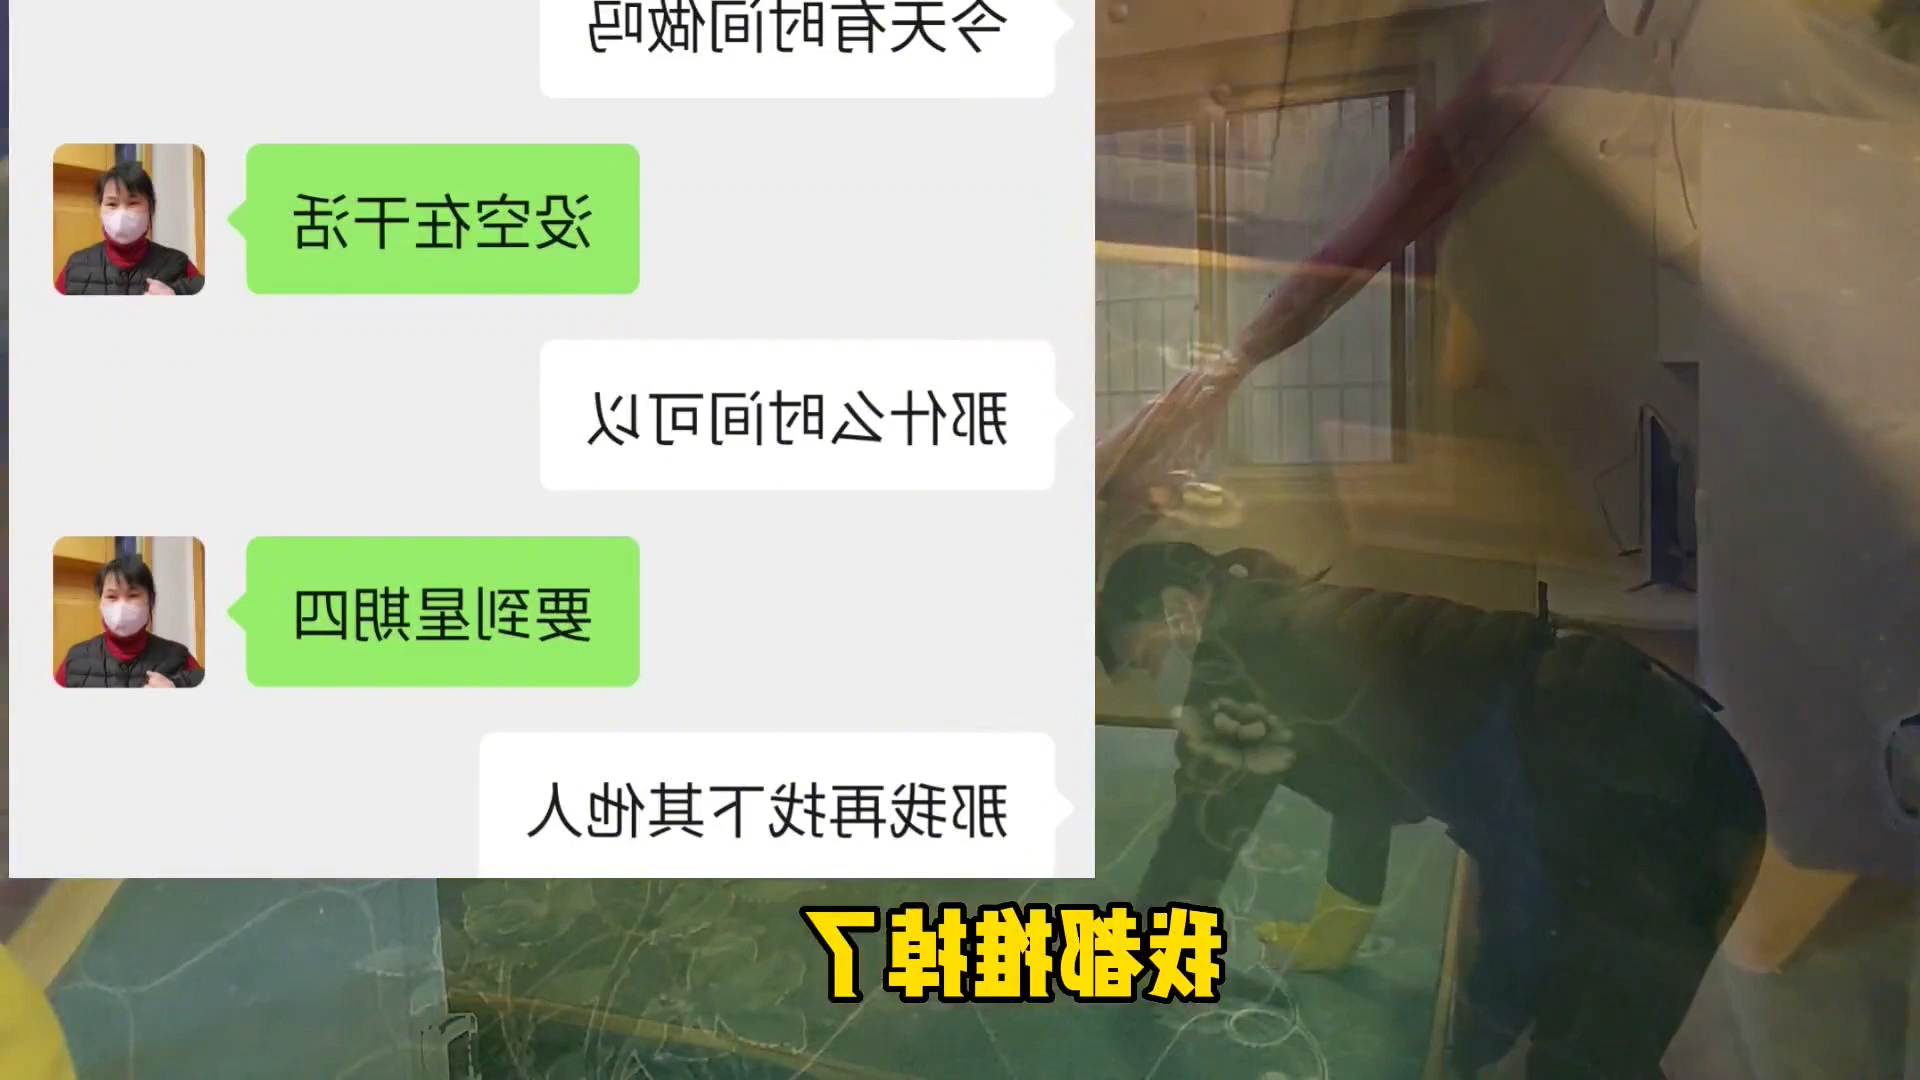 今天有时间做吗
没空在干活
那什么时间可以
要到星期四
那我再找下其他人
我都推掉了